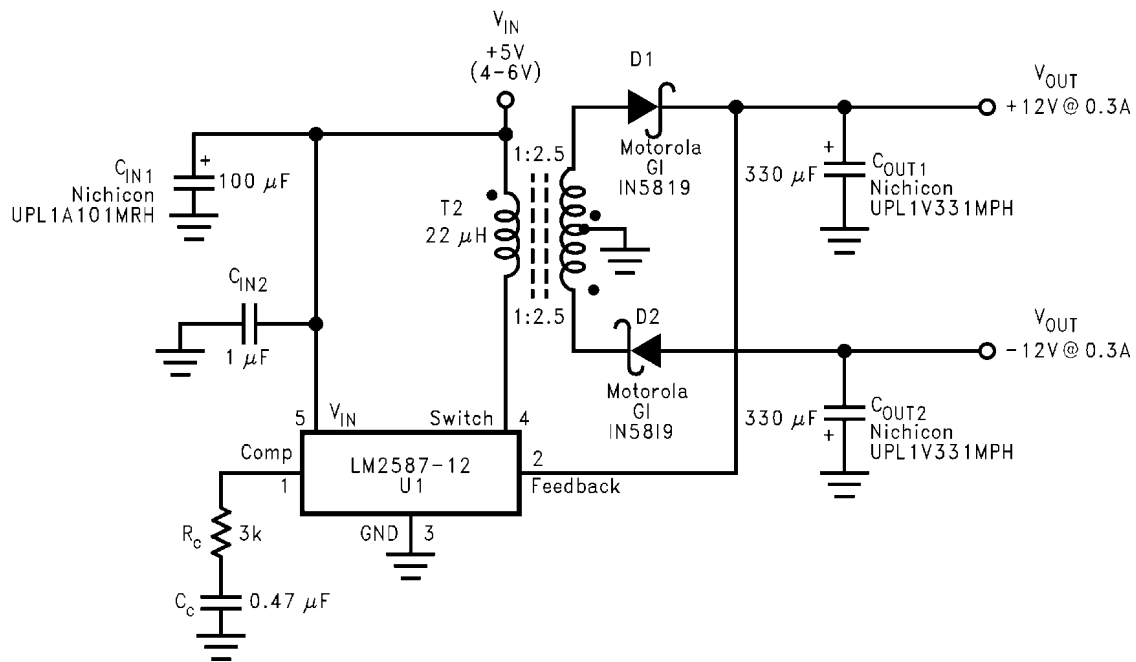 V_IN
+5V
(4-6V)
D1
V_OUT
+12V@ 0.3A
C_IN1
Nichicon
UPL1A101MRH
+
100 μF
1:2.5
Motorola
GI
IN5819
+
330 μF
C_OUT1
Nichicon
UPL1V331MPH
T2
22 μH
C_IN2
1 μF
1:2.5
D2
V_OUT
-12V@ 0.3A
Motorola
GI
IN58I9
330 μF
+
C_OUT2
Nichicon
UPL1V331MPH
5
V_IN
Switch
4
Comp
1
LM2587-12
U1
2
Feedback
GND
3
R_c
3k
C_c
0.47 μF